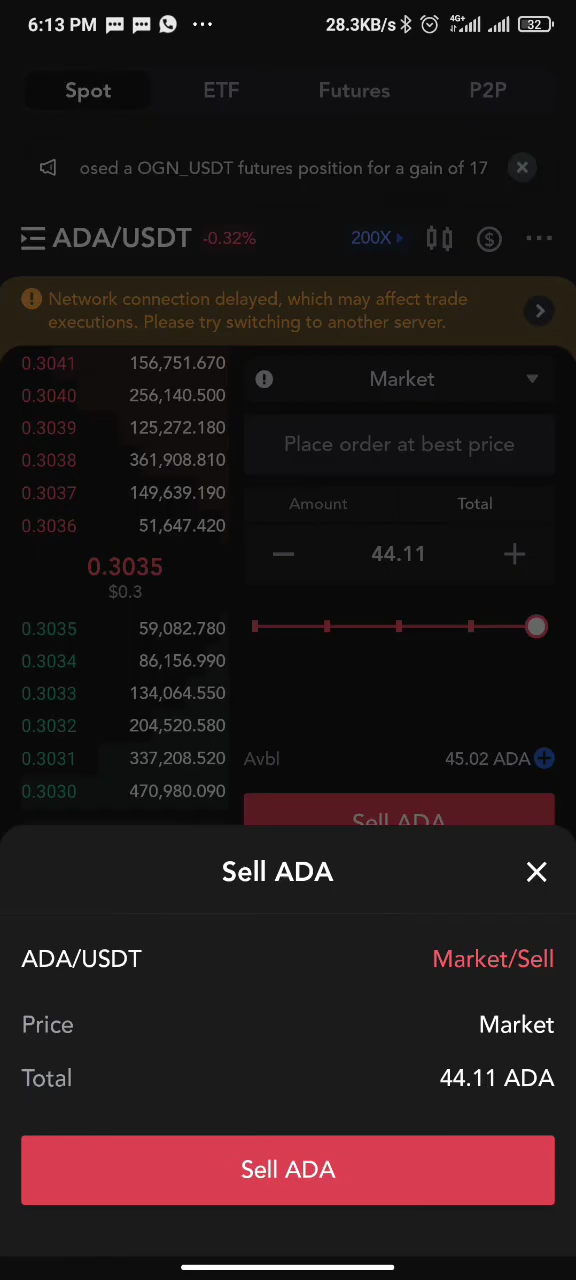 6:13 PM 28.3KB/s 4G+ 32
Spot ETF Futures P2P
osed a OGN_USDT futures position for a gain of 17
ADA/USDT -0.32% 200X
Network connection delayed, which may affect trade
executions. Please try switching to another server.
0.3041 156,751.670
0.3040 256,140.500
0.3039 125,272.180
0.3038 361,908.810
0.3037 149,639.190
0.3036 51,647.420
0.3035
$0.3
0.3035 59,082.780
0.3034 86,156.990
0.3033 134,064.550
0.3032 204,520.580
0.3031 337,208.520
0.3030 470,980.090
Market
Place order at best price
Amount Total
44.11
Avbl 45.02 ADA
Sell ADA
Sell ADA
ADA/USDT Market/Sell
Price Market
Total 44.11 ADA
Sell ADA